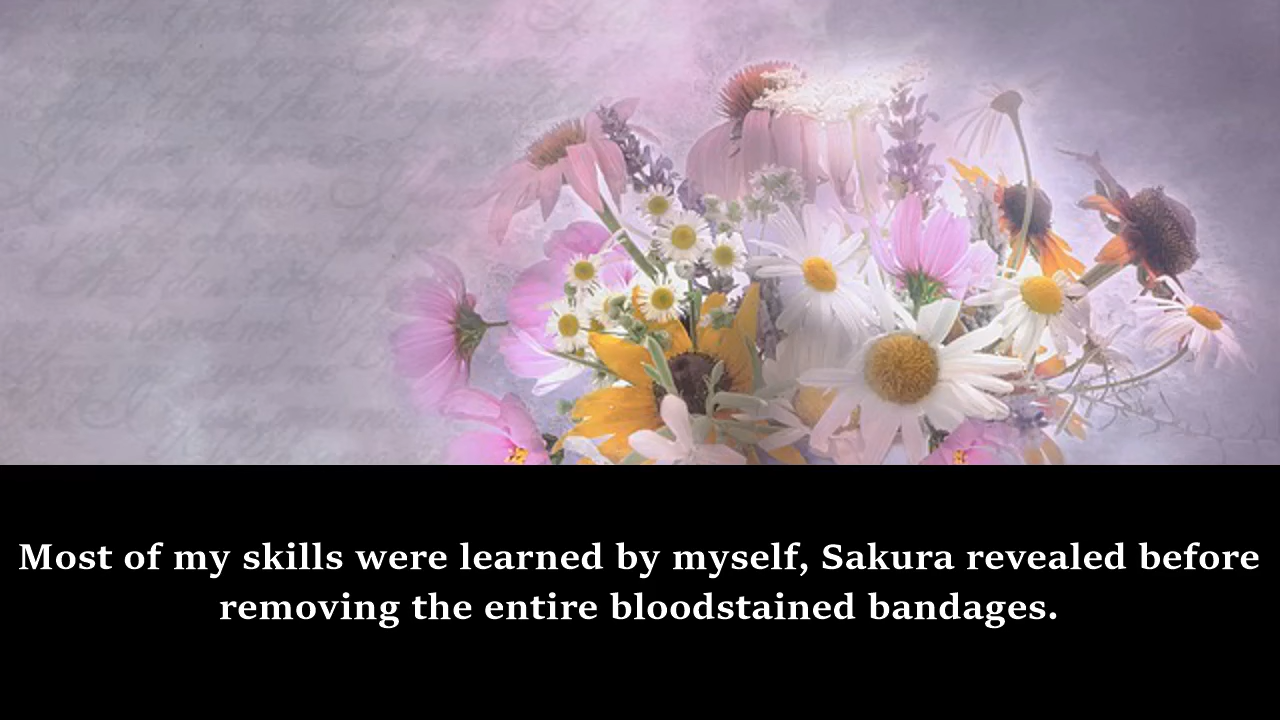 Most of my skills were learned by myself, Sakura revealed before
removing the entire bloodstained bandages.